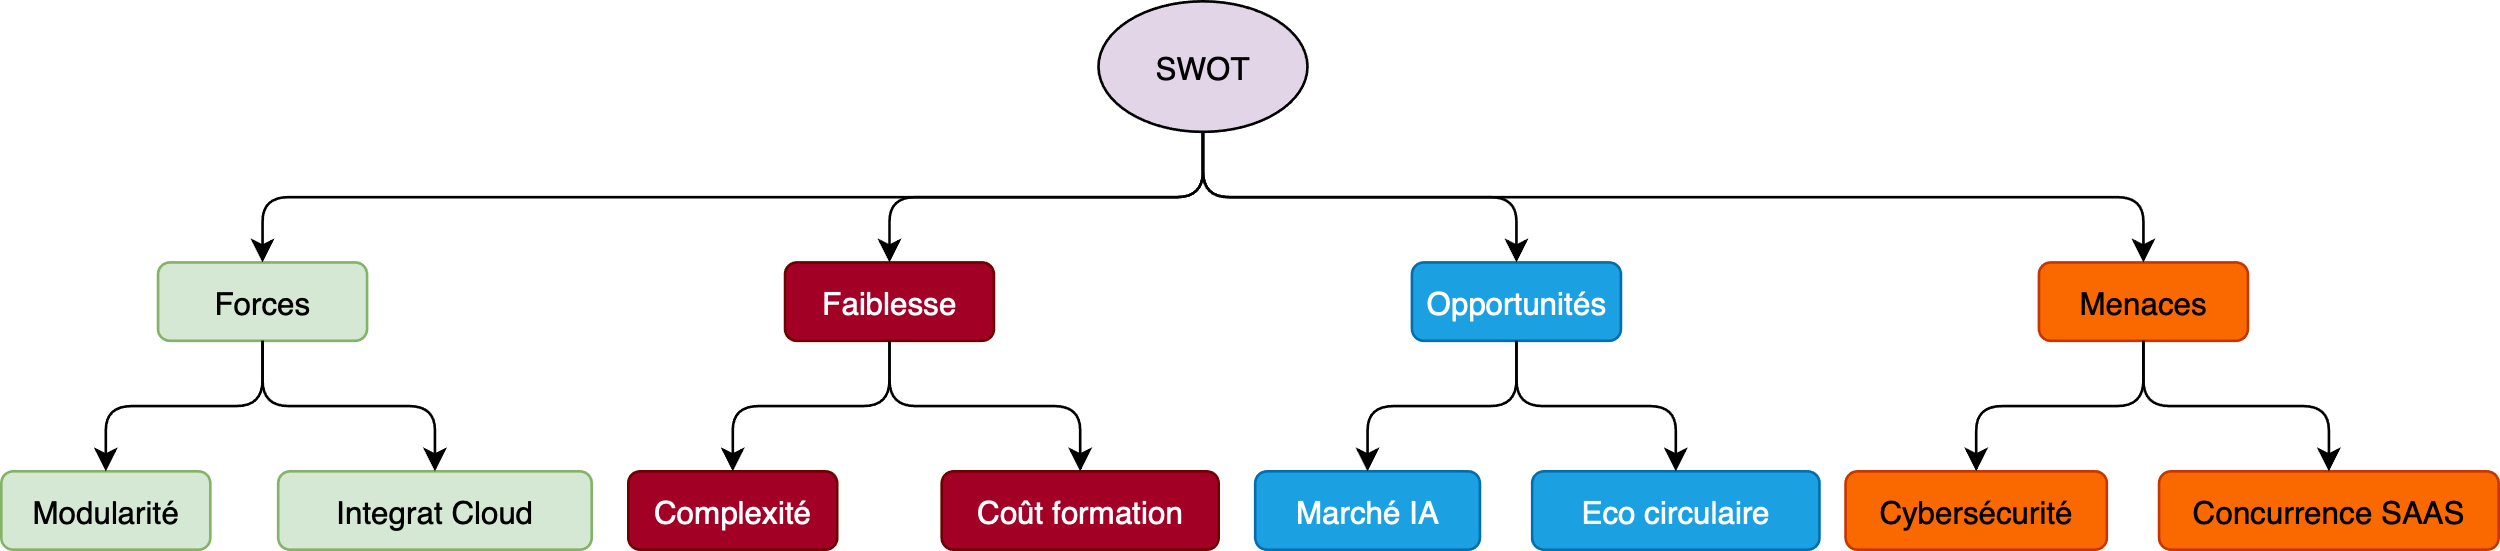 SWOT
Forces
Faiblesse
Opportunités
Menaces
Modularité
Integrat Cloud
Complexité
Coût formation
Marché IA
Eco circulaire
Cybersécurité
Concurrence SAAS